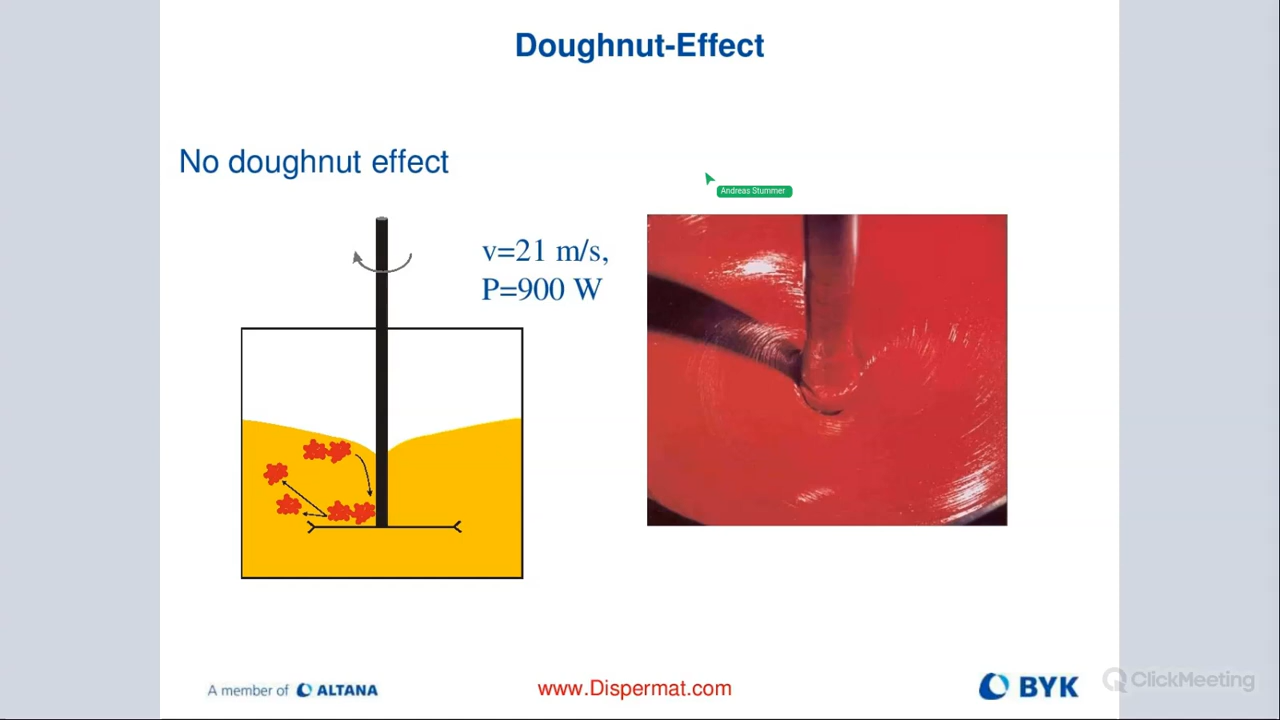 Doughnut-Effect
No doughnut effect
Andreas Stummer
v=21 m/s,
P=900 W
A member of ALTANA
www.Dispermat.com
BYK
ClickMeeting